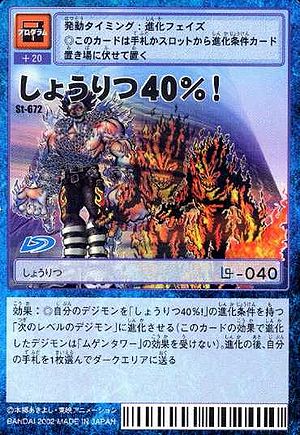 プログラム
+20
発動タイミング:進化フェイズ
◎このカードは手札かスロットから進化条件カード
置き場に伏せて置く
しょうりつ40%!
St-672
しょうりつ
-040
効果:◎自分のデジモンを「しょうりつ40%!」の進化条件を持つ
「次のレベルのデジモン」に進化させる(このカードの効果で進化
したデジモンは「ムゲンタワー」の効果を受けない)。進化の後、自分
の手札を1枚選んでダークエリアに送る
©本郷あきよし・東映アニメーション
BANDAI 2002 MADE IN JAPAN